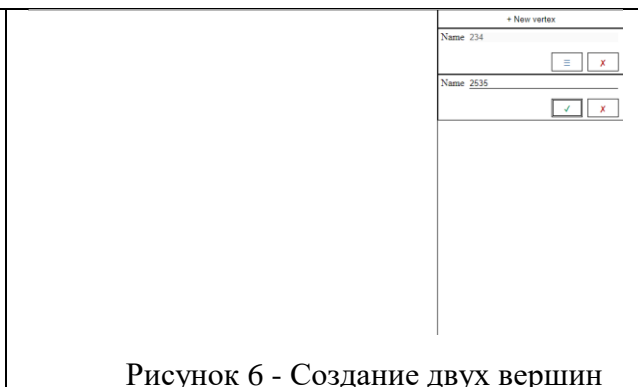 + New vertex
Name 234
☰ x
Name 2535
✓ x
Рисунок 6 - Создание двух вершин